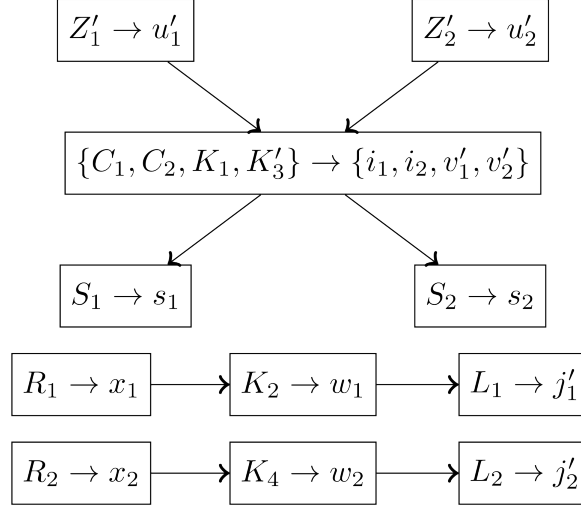 Z′₁ → u′₁ Z′₂ → u′₂
{C₁, C₂, K₁, K′₃} → {i₁, i₂, v′₁, v′₂}
S₁ → s₁ S₂ → s₂
R₁ → x₁ K₂ → w₁ L₁ → j′₁
R₂ → x₂ K₄ → w₂ L₂ → j′₂